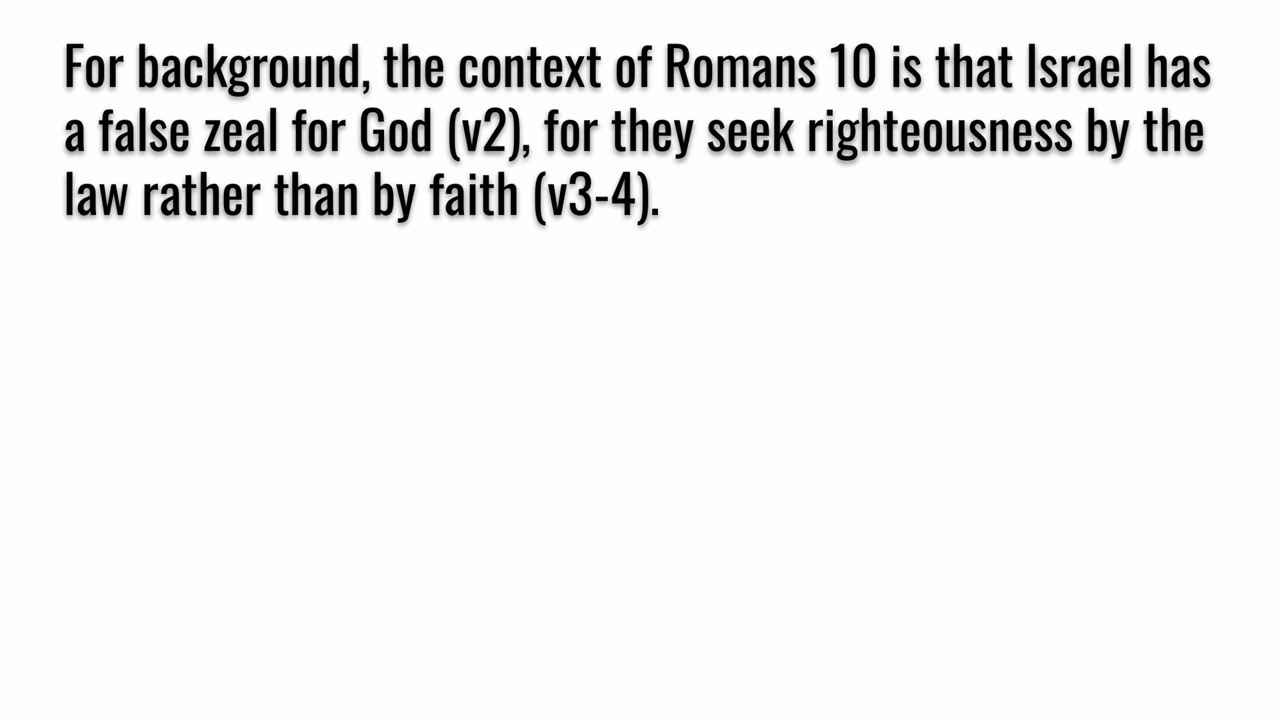 For background, the context of Romans 10 is that Israel has
a false zeal for God (v2), for they seek righteousness by the
law rather than by faith (v3-4).